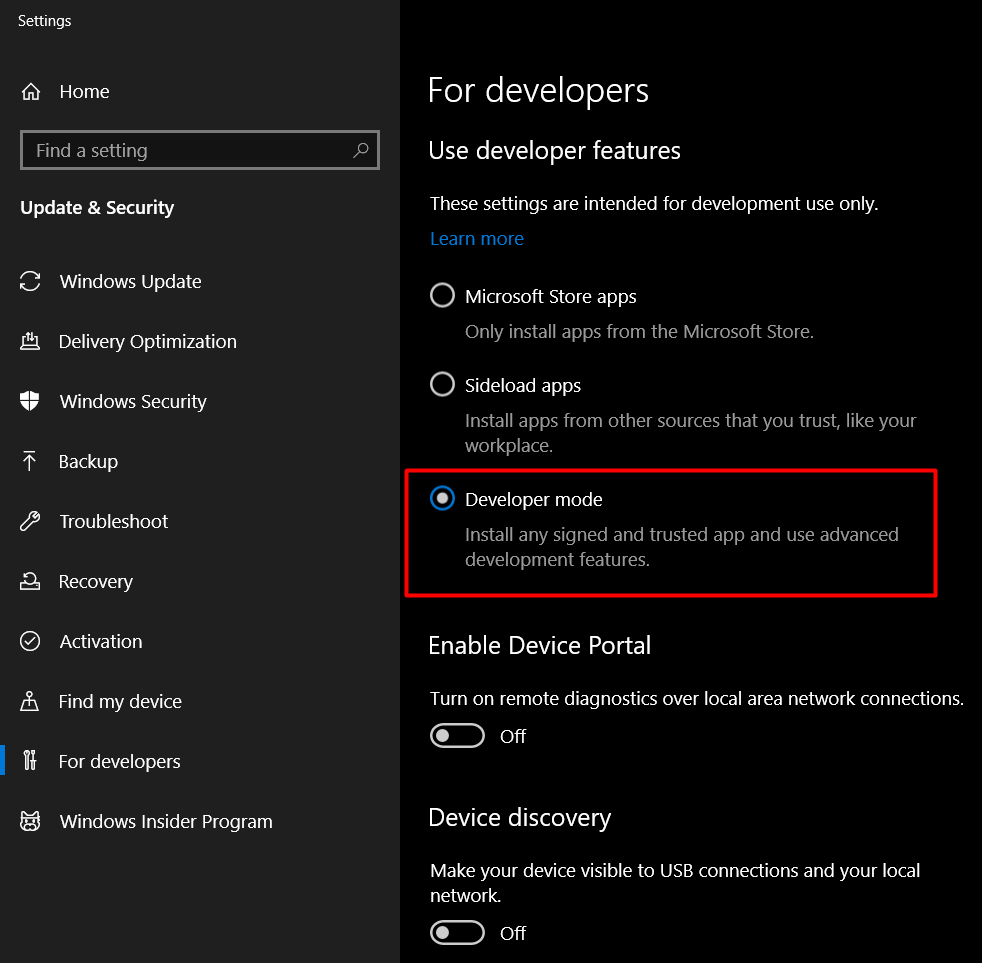 Settings
Home
Find a setting
Update & Security
Windows Update
Delivery Optimization
Windows Security
Backup
Troubleshoot
Recovery
Activation
Find my device
For developers
Windows Insider Program
For developers
Use developer features
These settings are intended for development use only.
Learn more
Microsoft Store apps
Only install apps from the Microsoft Store.
Sideload apps
Install apps from other sources that you trust, like your
workplace.
Developer mode
Install any signed and trusted app and use advanced
development features.
Enable Device Portal
Turn on remote diagnostics over local area network connections.
Off
Device discovery
Make your device visible to USB connections and your local
network.
Off